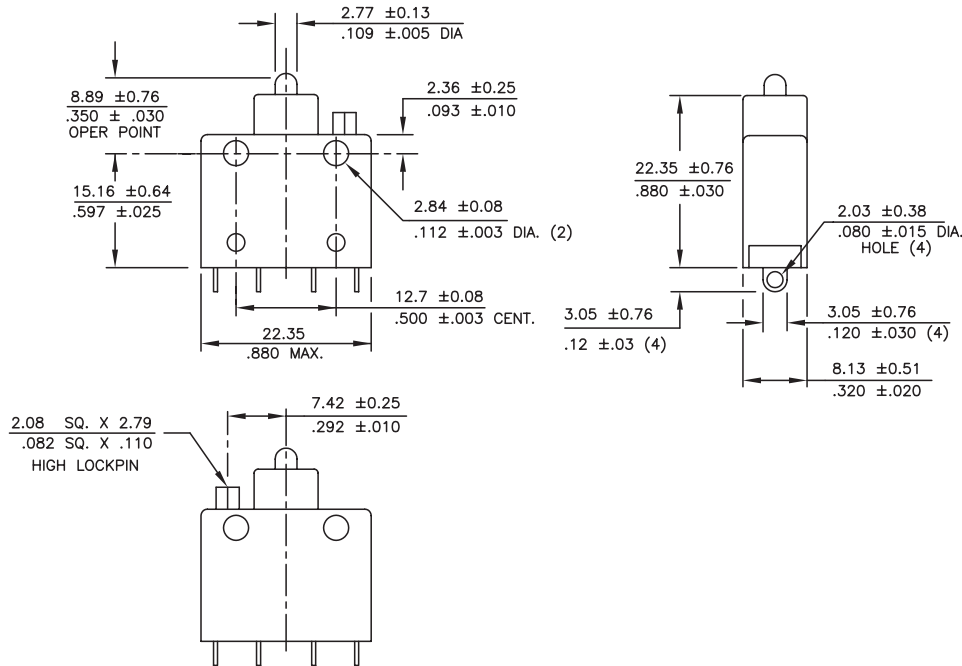 2.77 ±0.13
.109 ±.005 DIA
8.89 ±0.76
.350 ± .030
OPER POINT
2.36 ±0.25
.093 ±.010
15.16 ±0.64
.597 ±.025
2.84 ±0.08
.112 ±.003 DIA. (2)
12.7 ±0.08
.500 ±.003 CENT.
22.35
.880 MAX.
22.35 ±0.76
.880 ±.030
2.03 ±0.38
.080 ±.015 DIA.
HOLE (4)
3.05 ±0.76
.12 ±.03 (4)
3.05 ±0.76
.120 ±.030 (4)
8.13 ±0.51
.320 ±.020
7.42 ±0.25
.292 ±.010
2.08 SQ. X 2.79
.082 SQ. X .110
HIGH LOCKPIN